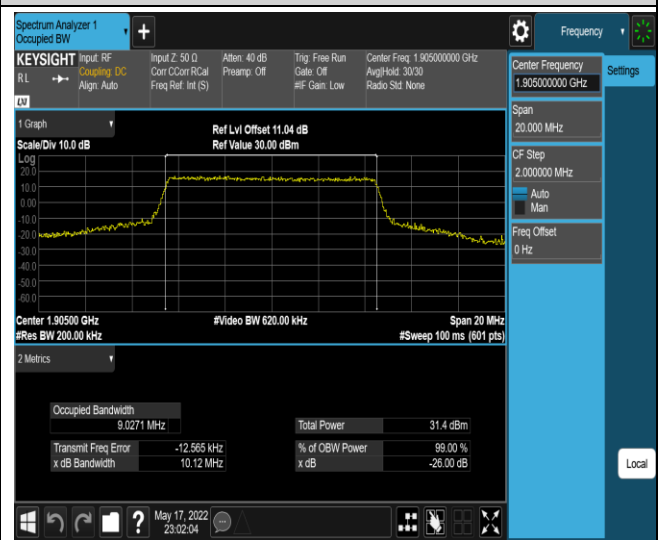 Spectrum Analyzer 1
Occupied BW
+
Frequency
KEYSIGHT
RL
LXI
Input: RF
Coupling: DC
Align: Auto
Input Z: 50 Ω
Corr CCorr RCal
Freq Ref: Int (S)
Atten: 40 dB
Preamp: Off
Trig: Free Run
Gate: Off
#IF Gain: Low
Center Freq: 1.905000000 GHz
Avg|Hold: 30/30
Radio Std: None
Center Frequency
1.905000000 GHz
Settings
Span
20.000 MHz
CF Step
2.000000 MHz
Auto
Man
Freq Offset
0 Hz
Local
1 Graph
Scale/Div 10.0 dB
Ref Lvl Offset 11.04 dB
Ref Value 30.00 dBm
Log
20.0
10.0
0.00
-10.0
-20.0
-30.0
-40.0
-50.0
-60.0
Center 1.90500 GHz
#Video BW 620.00 kHz
Span 20 MHz
#Res BW 200.00 kHz
#Sweep 100 ms (601 pts)
2 Metrics
Occupied Bandwidth
9.0271 MHz
Total Power 31.4 dBm
Transmit Freq Error -12.565 kHz
% of OBW Power 99.00 %
x dB Bandwidth 10.12 MHz
x dB -26.00 dB
?
May 17, 2022
23:02:04